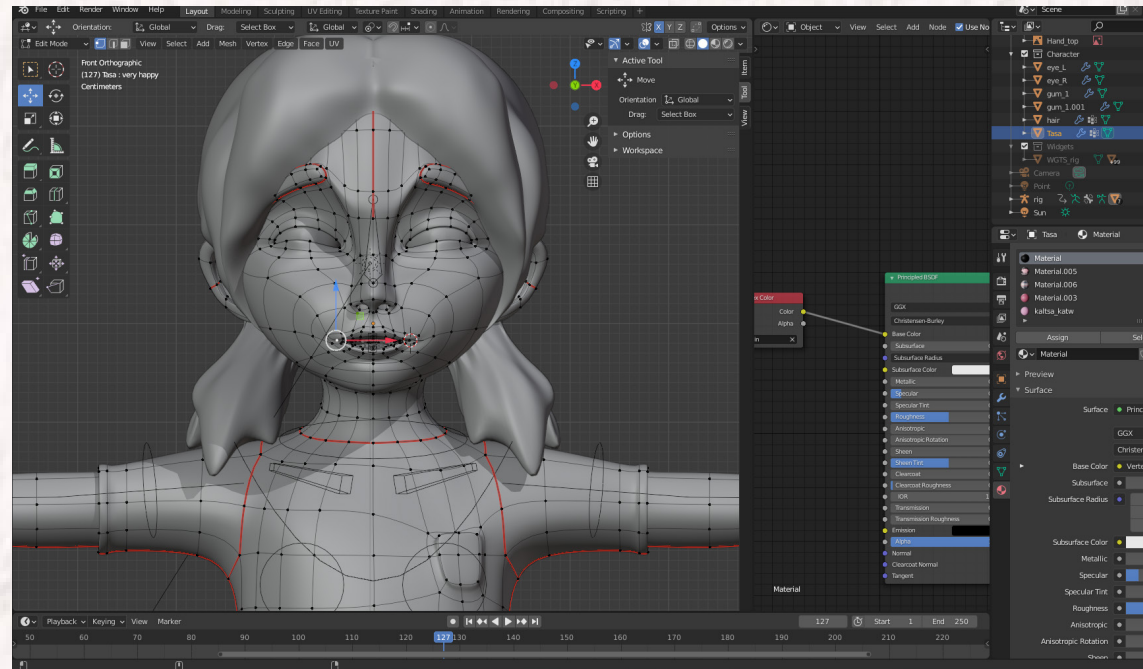 File Edit Render Window Help Layout Modeling Sculpting UV Editing Texture Paint Shading Animation Rendering Compositing Scripting + Scene
Orientation: Global Drag: Select Box Global Options
Object View Select Add Node Use No
Edit Mode View Select Add Mesh Vertex Edge Face UV
X Y Z
Front Orthographic
(127) Tasa : very happy
Centimeters
Active Tool
Move
Orientation Global
Drag: Select Box
Options
Workspace
Item
Tool
View
Hand_top
Character
eye_L
eye_R
gum_1
gum_1.001
hair
Tasa
Widgets
WGTS_rig
Camera
Point
rig
Sun
Tasa Material
Material
Material.005
Material.006
Material.003
kaltsa_katw
Assign
Material
Preview
Surface
Surface Princ
GGX
Christen
Base Color Verte
Subsurface
Subsurface Radius
Subsurface Color
Metallic
Specular
Specular Tint
Roughness
Anisotropic
Anisotropic Rotation
Sheen
Color
Color
Alpha
Principled BSDF
GGX
Christensen-Burley
Base Color
Subsurface
Subsurface Radius
Subsurface Color
Metallic
Specular
Specular Tint
Roughness
Anisotropic
Anisotropic Rotation
Sheen
Sheen Tint
Clearcoat
Clearcoat Roughness
IOR
Transmission
Transmission Roughness
Emission
Alpha
Normal
Clearcoat Normal
Tangent
Material
Playback Keying View Marker 127 Start 1 End 250
50 60 70 80 90 100 110 120 127 130 140 150 160 170 180 190 200 210 220